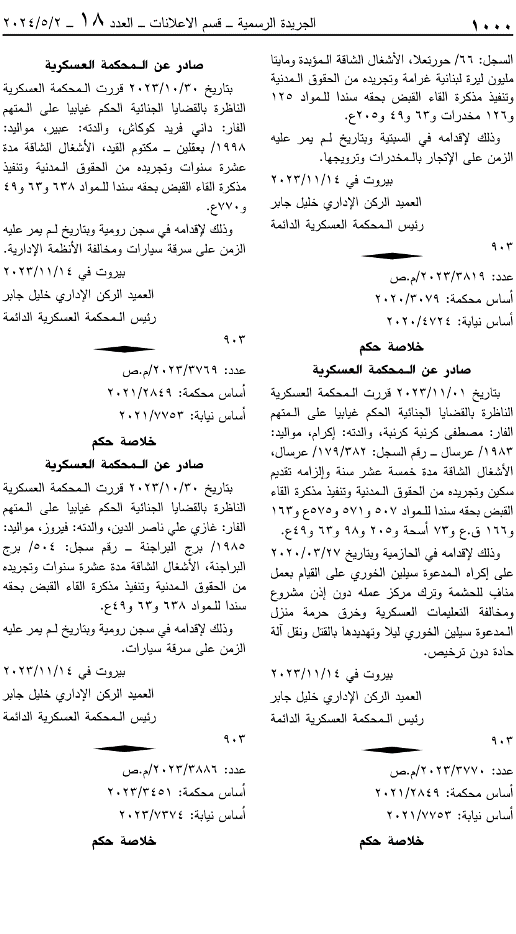 ١٠٠٠
الجريدة الرسمية ـ قسم الاعلانات ـ العدد ١٨ ـ ٢٠٢٤/٥/٢
السجل: ٦٦/ حورتعلا، الأشغال الشاقة المؤبدة ومايتا
مليون ليرة لبنانية غرامة وتجريده من الحقوق المدنية
وتنفيذ مذكرة القاء القبض بحقه سندا للمواد ١٢٥
و١٢٦ مخدرات و٦٣ و٤٩ و٢٠٥ع.
وذلك لإقدامه في السبتية وبتاريخ لم يمر عليه
الزمن على الإتجار بالمخدرات وترويجها.
بيروت في ٢٠٢٣/١١/١٤
العميد الركن الإداري خليل جابر
رئيس المحكمة العسكرية الدائمة
٩٠٣
عدد: ٢٠٢٣/٣٨١٩/م.ص
أساس محكمة: ٢٠٢٠/٣٠٧٩
أساس نيابة: ٢٠٢٠/٤٧٢٤
خلاصة حكم
صادر عن المحكمة العسكرية
بتاريخ ٢٠٢٣/١١/٠١ قررت المحكمة العسكرية
الناظرة بالقضايا الجنائية الحكم غيابيا على المتهم
الفار: مصطفى كرنبة كرنبة، والدته: إكرام، مواليد:
١٩٨٣/ عرسال ـ رقم السجل: ١٧٩/٣٨٢/ عرسال،
الأشغال الشاقة مدة خمسة عشر سنة وإلزامه تقديم
سكين وتجريده من الحقوق المدنية وتنفيذ مذكرة القاء
القبض بحقه سندا للمواد ٥٠٧ و٥٧١ و٥٧٥ع و١٦٣
و١٦٦ ق.ع و٧٣ أسحة و٢٠٥ و٩٨ و٦٣ و٤٩ع.
وذلك لإقدامه في الحازمية وبتاريخ ٢٠٢٠/٠٣/٢٧
على إكراه المدعوة سيلين الخوري على القيام بعمل
مناف للحشمة وترك مركز عمله دون إذن مشروع
ومخالفة التعليمات العسكرية وخرق حرمة منزل
المدعوة سيلين الخوري ليلا وتهديدها بالقتل ونقل آلة
حادة دون ترخيص.
بيروت في ٢٠٢٣/١١/١٤
العميد الركن الإداري خليل جابر
رئيس المحكمة العسكرية الدائمة
٩٠٣
عدد: ٢٠٢٣/٣٧٧٠/م.ص
أساس محكمة: ٢٠٢١/٢٨٤٩
أساس نيابة: ٢٠٢١/٧٧٥٣
خلاصة حكم
صادر عن المحكمة العسكرية
بتاريخ ٢٠٢٣/١٠/٣٠ قررت المحكمة العسكرية
الناظرة بالقضايا الجنائية الحكم غيابيا على المتهم
الفار: داني فريد كوكاش، والدته: عبير، مواليد:
١٩٩٨/ بعقلين ـ مكتوم القيد، الأشغال الشاقة مدة
عشرة سنوات وتجريده من الحقوق المدنية وتنفيذ
مذكرة القاء القبض بحقه سندا للمواد ٦٣٨ و٦٣ و٤٩
و٧٧٠ع.
وذلك لإقدامه في سجن رومية وبتاريخ لم يمر عليه
الزمن على سرقة سيارات ومخالفة الأنظمة الإدارية.
بيروت في ٢٠٢٣/١١/١٤
العميد الركن الإداري خليل جابر
رئيس المحكمة العسكرية الدائمة
٩٠٣
عدد: ٢٠٢٣/٣٧٦٩/م.ص
أساس محكمة: ٢٠٢١/٢٨٤٩
أساس نيابة: ٢٠٢١/٧٧٥٣
خلاصة حكم
صادر عن المحكمة العسكرية
بتاريخ ٢٠٢٣/١٠/٣٠ قررت المحكمة العسكرية
الناظرة بالقضايا الجنائية الحكم غيابيا على المتهم
الفار: غازي علي ناصر الدين، والدته: فيروز، مواليد:
١٩٨٥/ برج البراجنة ـ رقم سجل: ٥٠٤/ برج
البراجنة، الأشغال الشاقة مدة عشرة سنوات وتجريده
من الحقوق المدنية وتنفيذ مذكرة القاء القبض بحقه
سندا للمواد ٦٣٨ و٦٣ و٤٩ع.
وذلك لإقدامه في سجن رومية وبتاريخ لم يمر عليه
الزمن على سرقة سيارات.
بيروت في ٢٠٢٣/١١/١٤
العميد الركن الإداري خليل جابر
رئيس المحكمة العسكرية الدائمة
٩٠٣
عدد: ٢٠٢٣/٣٨٨٦/م.ص
أساس محكمة: ٢٠٢٣/٣٤٥١
أساس نيابة: ٢٠٢٣/٧٣٧٤
خلاصة حكم